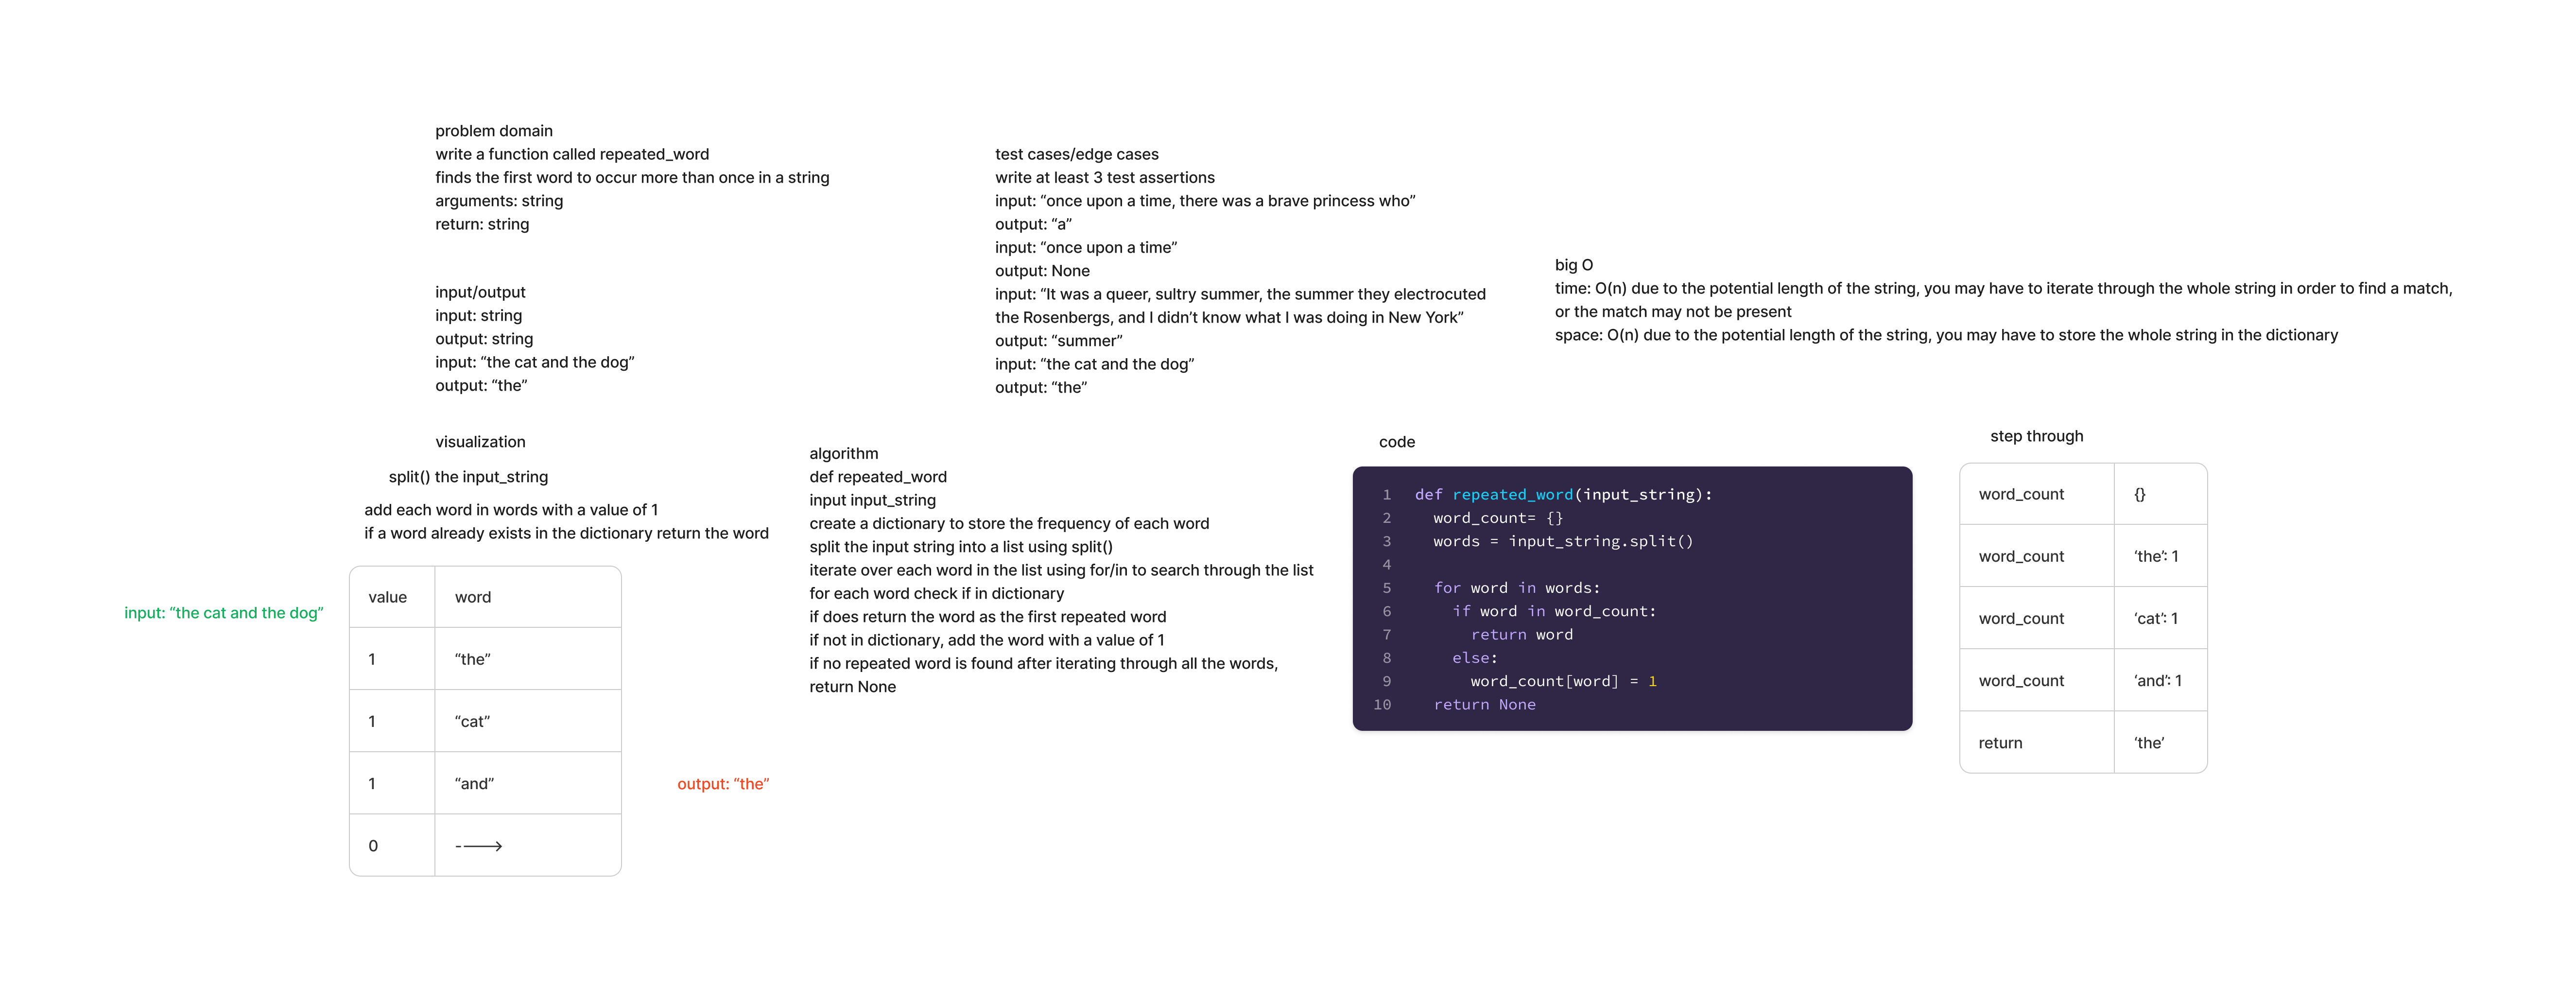 problem domain
write a function called repeated_word
finds the first word to occur more than once in a string
arguments: string
return: string
input/output
input: string
output: string
input: “the cat and the dog”
output: “the”
test cases/edge cases
write at least 3 test assertions
input: “once upon a time, there was a brave princess who”
output: “a”
input: “once upon a time”
output: None
input: “It was a queer, sultry summer, the summer they electrocuted
the Rosenbergs, and I didn’t know what I was doing in New York”
output: “summer”
input: “the cat and the dog”
output: “the”
big O
time: O(n) due to the potential length of the string, you may have to iterate through the whole string in order to find a match,
or the match may not be present
space: O(n) due to the potential length of the string, you may have to store the whole string in the dictionary
visualization
split() the input_string
add each word in words with a value of 1
if a word already exists in the dictionary return the word
input: “the cat and the dog”
value word
1 “the”
1 “cat”
1 “and”
0 -⟶
output: “the”
algorithm
def repeated_word
input input_string
create a dictionary to store the frequency of each word
split the input string into a list using split()
iterate over each word in the list using for/in to search through the list
for each word check if in dictionary
if does return the word as the first repeated word
if not in dictionary, add the word with a value of 1
if no repeated word is found after iterating through all the words,
return None
code
1 def repeated_word(input_string):
2   word_count= {}
3   words = input_string.split()
4
5   for word in words:
6     if word in word_count:
7       return word
8     else:
9       word_count[word] = 1
10   return None
step through
word_count {}
word_count ‘the’: 1
word_count ‘cat’: 1
word_count ‘and’: 1
return ‘the’